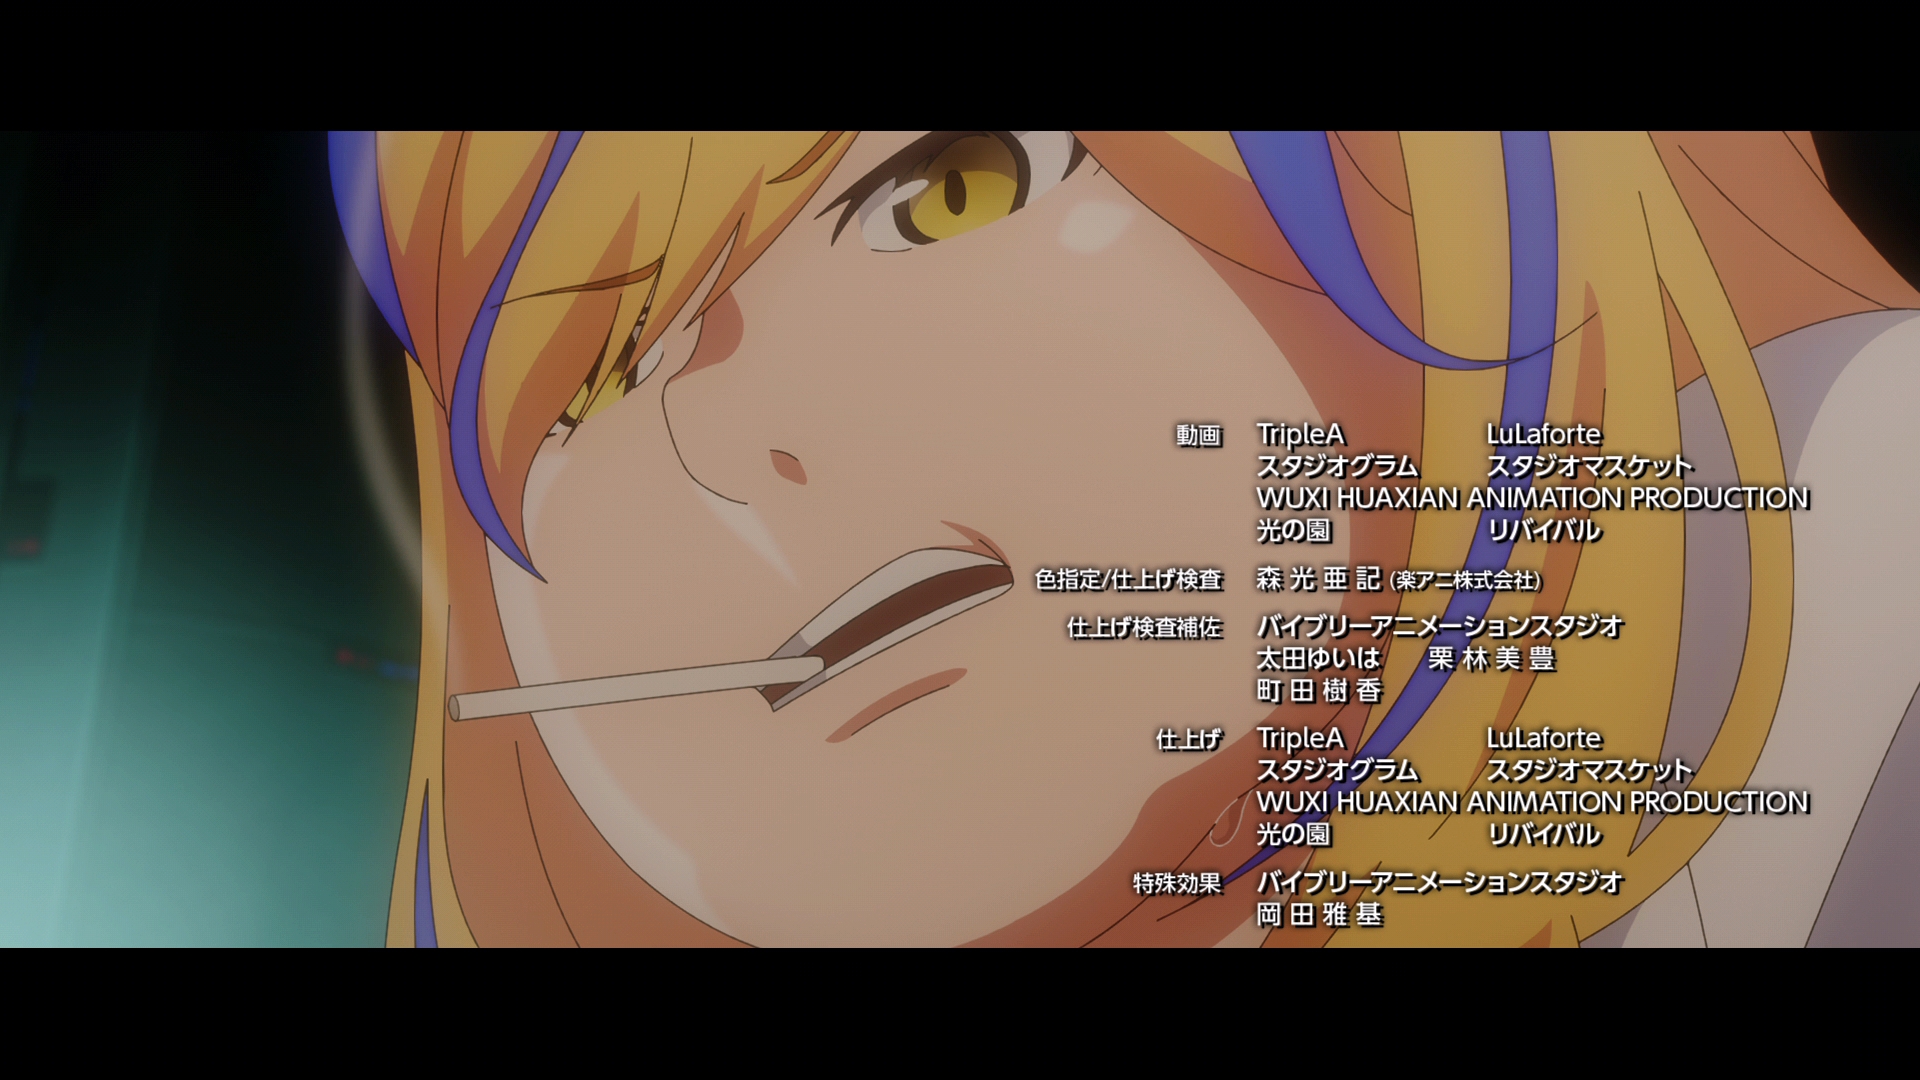 動画 TripleA LuLaforte
スタジオグラム スタジオマスケット
WUXI HUAXIAN ANIMATION PRODUCTION
光の園 リバイバル
色指定/仕上げ検査 森光亜記 (楽アニ株式会社)
仕上げ検査補佐 バイブリーアニメーションスタジオ
太田ゆいは 栗林美豊
町田樹香
仕上げ TripleA LuLaforte
スタジオグラム スタジオマスケット
WUXI HUAXIAN ANIMATION PRODUCTION
光の園 リバイバル
特殊効果 バイブリーアニメーションスタジオ
岡田雅基